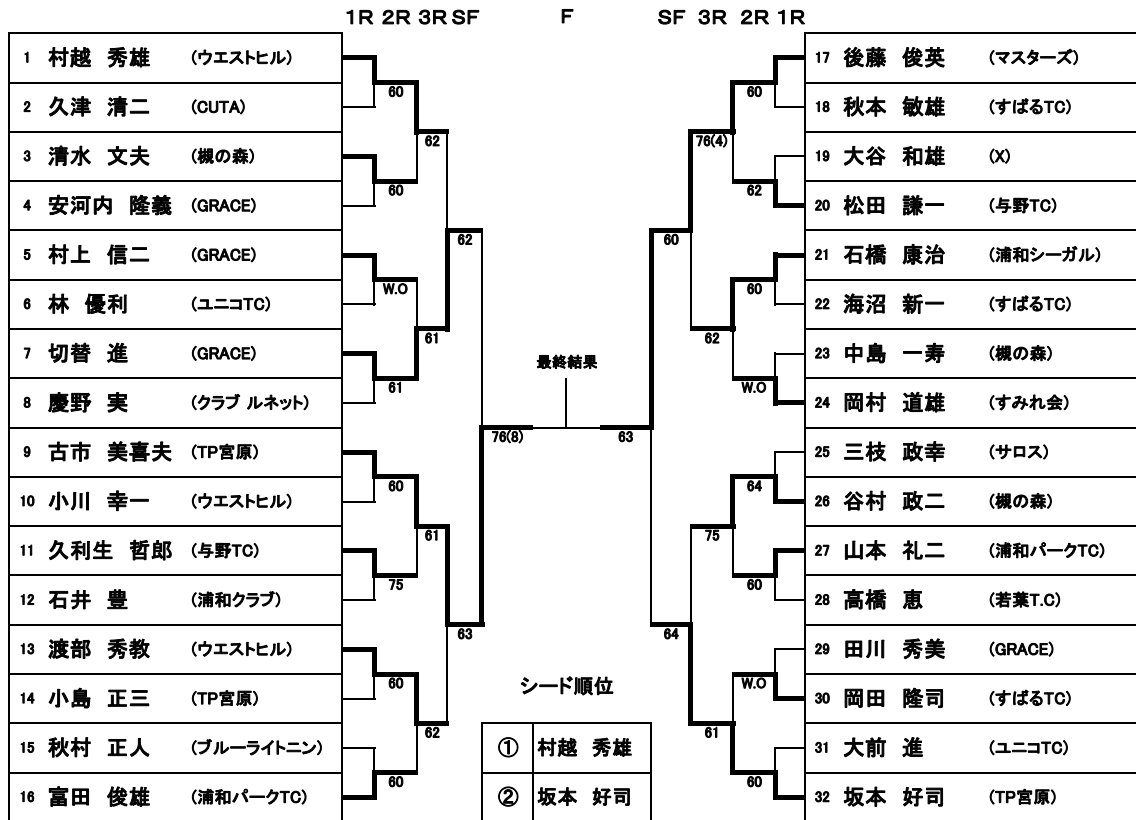 1R 2R 3R SF F SF 3R 2R 1R
1 村越 秀雄 (ウエストヒル)
2 久津 清二 (CUTA)
3 清水 文夫 (槻の森)
4 安河内 隆義 (GRACE)
5 村上 信二 (GRACE)
6 林 優利 (ユニコTC)
7 切替 進 (GRACE)
8 慶野 実 (クラブ ルネット)
9 古市 美喜夫 (TP宮原)
10 小川 幸一 (ウエストヒル)
11 久利生 哲郎 (与野TC)
12 石井 豊 (浦和クラブ)
13 渡部 秀教 (ウエストヒル)
14 小島 正三 (TP宮原)
15 秋村 正人 (ブルーライトニン)
16 富田 俊雄 (浦和パークTC)
60
60
W.O
61
60
75
60
60
62
61
61
62
62
63
76(8)
最終結果
63
60
64
76(4)
62
75
61
60
62
60
W.O
64
60
W.O
60
17 後藤 俊英 (マスターズ)
18 秋本 敏雄 (すばるTC)
19 大谷 和雄 (X)
20 松田 謙一 (与野TC)
21 石橋 康治 (浦和シーガル)
22 海沼 新一 (すばるTC)
23 中島 一寿 (槻の森)
24 岡村 道雄 (すみれ会)
25 三枝 政幸 (サロス)
26 谷村 政二 (槻の森)
27 山本 礼二 (浦和パークTC)
28 高橋 恵 (若葉T.C)
29 田川 秀美 (GRACE)
30 岡田 隆司 (すばるTC)
31 大前 進 (ユニコTC)
32 坂本 好司 (TP宮原)
シード順位
① 村越 秀雄
② 坂本 好司